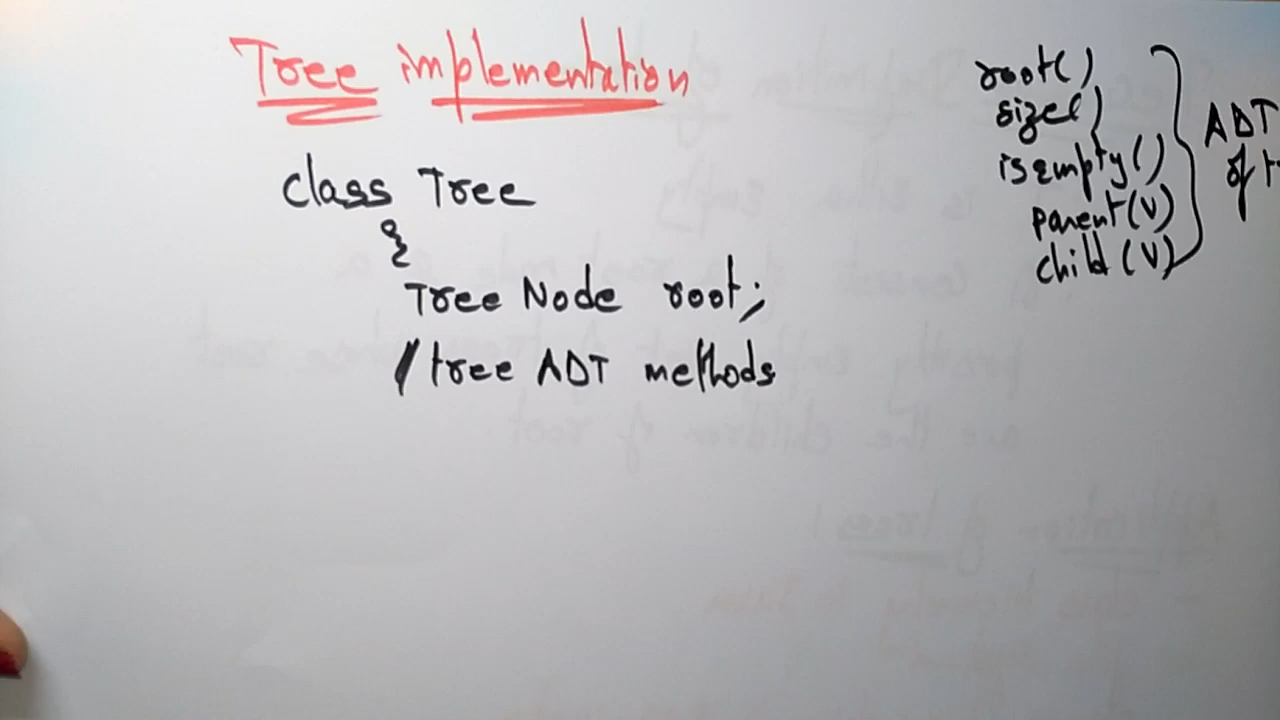 Tree implementation
class Tree
{
Tree Node root;
/ tree ADT methods
root()
size()
isempty()
parent(v)
child(v)
ADT
of